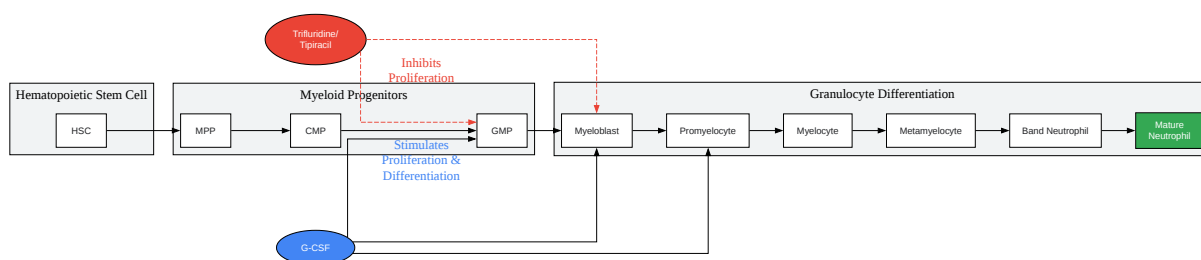 Trifluridine/
Tipiracil
Inhibits
Proliferation
Hematopoietic Stem Cell
Myeloid Progenitors
Granulocyte Differentiation
HSC
MPP
CMP
GMP
Myeloblast
Promyelocyte
Myelocyte
Metamyelocyte
Band Neutrophil
Mature
Neutrophil
Stimulates
Proliferation &
Differentiation
G-CSF